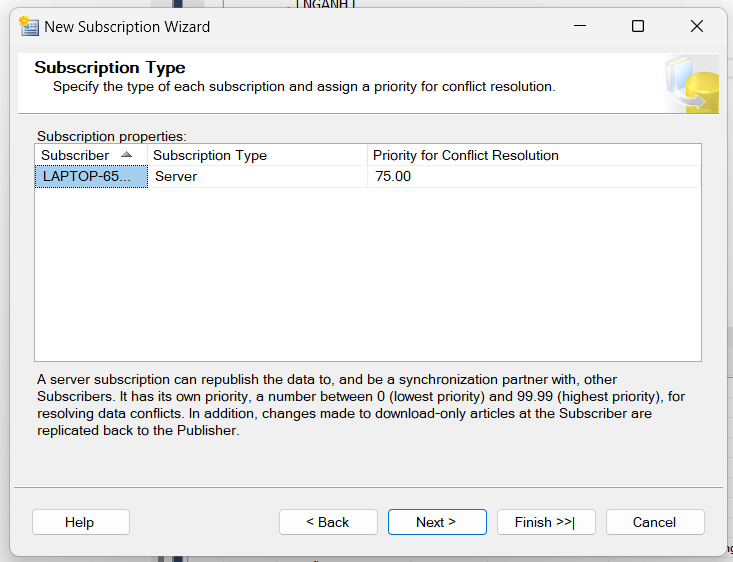 [NGANH]
New Subscription Wizard
Subscription Type
Specify the type of each subscription and assign a priority for conflict resolution.
Subscription properties:
Subscriber Subscription Type Priority for Conflict Resolution
LAPTOP-65... Server 75.00
A server subscription can republish the data to, and be a synchronization partner with, other
Subscribers. It has its own priority, a number between 0 (lowest priority) and 99.99 (highest priority), for
resolving data conflicts. In addition, changes made to download-only articles at the Subscriber are
replicated back to the Publisher.
Help < Back Next > Finish >>| Cancel